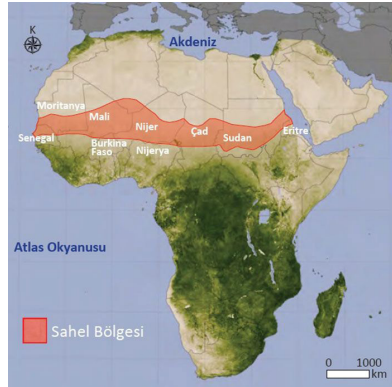 K
Akdeniz
Moritanya
Mali
Nijer
Çad
Sudan
Eritre
Senegal
Burkina
Faso
Nijerya
Atlas Okyanusu
Sahel Bölgesi
0 1000
km